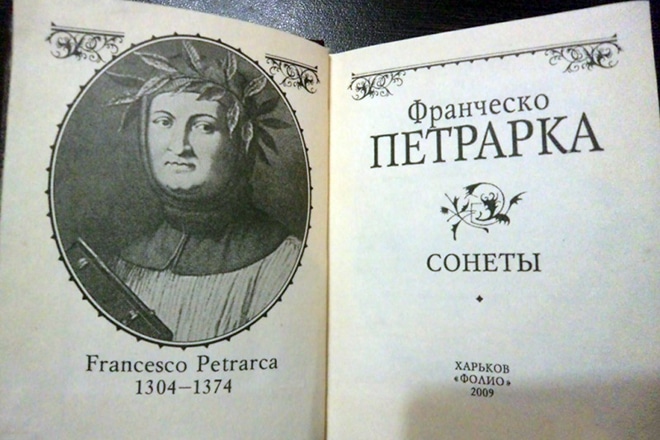 Francesco Petrarca
1304–1374
Франческо
ПЕТРАРКА
СОНЕТЫ
ХАРЬКОВ
«ФОЛИО»
2009